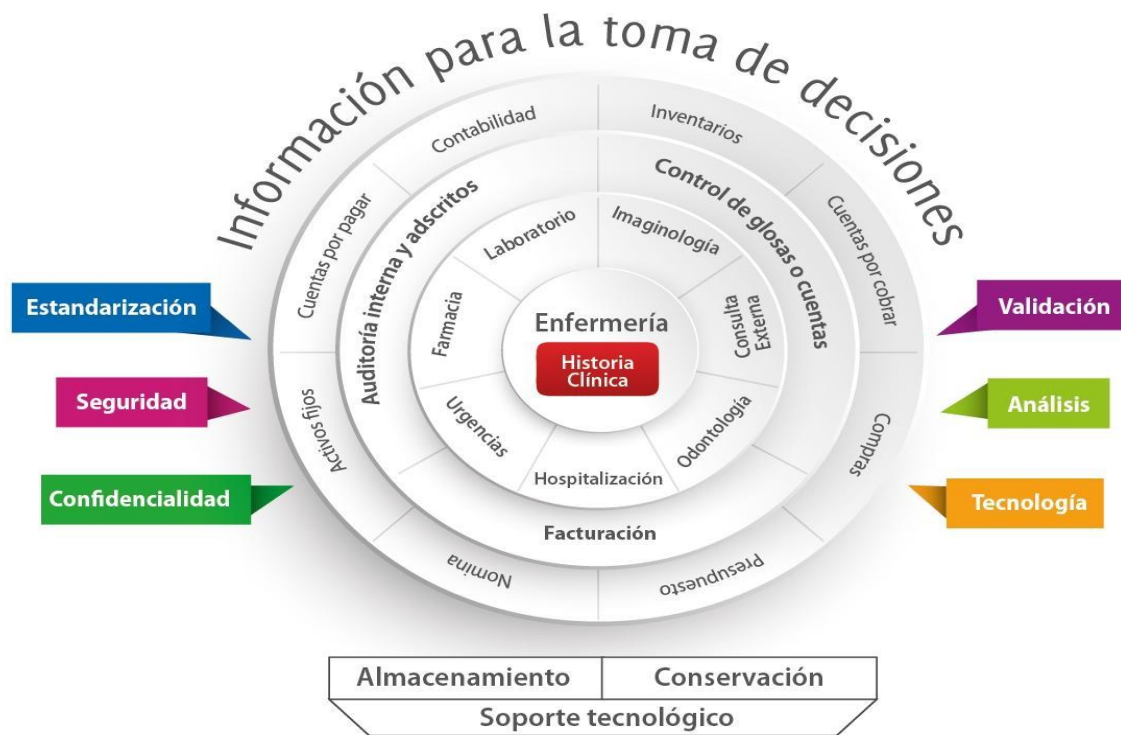 Información para la toma de decisiones
Contabilidad
Inventarios
Cuentas por pagar
Cuentas por cobrar
Activos fijos
Compras
Nomina
Presupuesto
Auditoría interna y adscritos
Control de glosas o cuentas
Facturación
Laboratorio
Imaginología
Farmacia
Consulta
Externa
Urgencias
Odontología
Hospitalización
Enfermería
Historia
Clínica
Estandarización
Seguridad
Confidencialidad
Validación
Análisis
Tecnología
Almacenamiento
Conservación
Soporte tecnológico